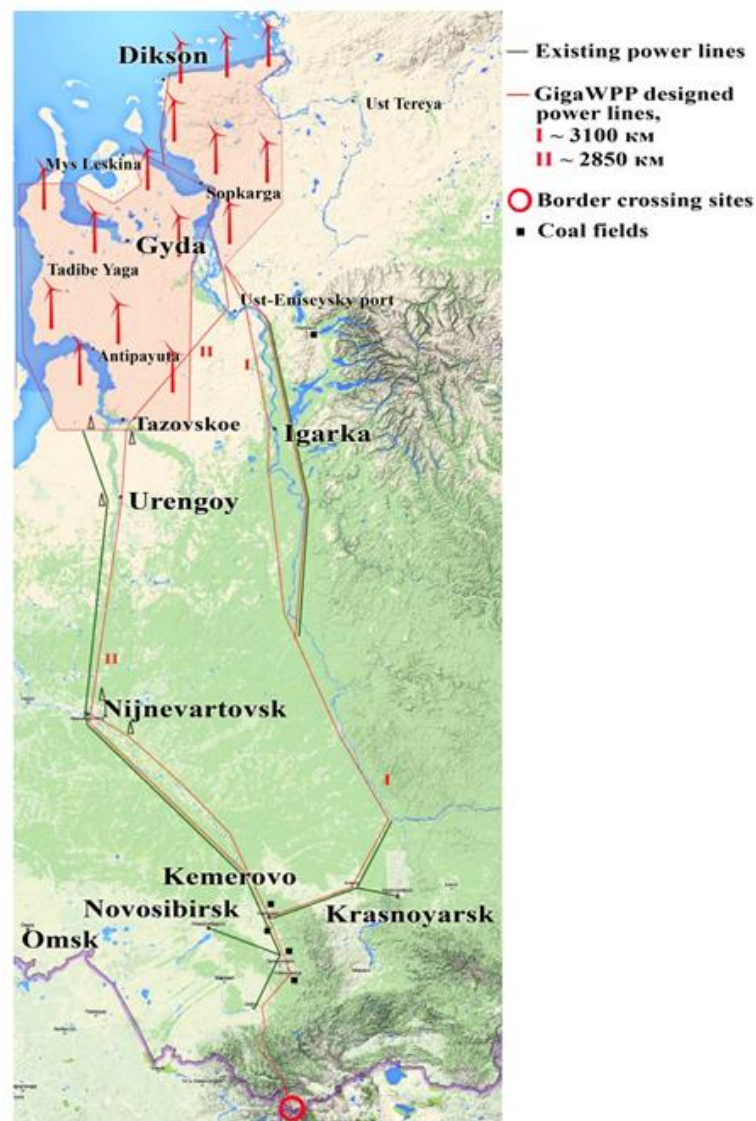 Dikson
Ust Tereya
Mys Leskina
Sopkarga
Gyda
Tadibe Yaga
Ust-Eniseysky port
II
I
Antipayuta
Tazovskoe
Igarka
Urengoy
II
Nijnevartovsk
I
Kemerovo
Novosibirsk
Krasnoyarsk
Omsk
Existing power lines
GigaWPP designed
power lines,
I ~ 3100 км
II ~ 2850 км
Border crossing sites
Coal fields